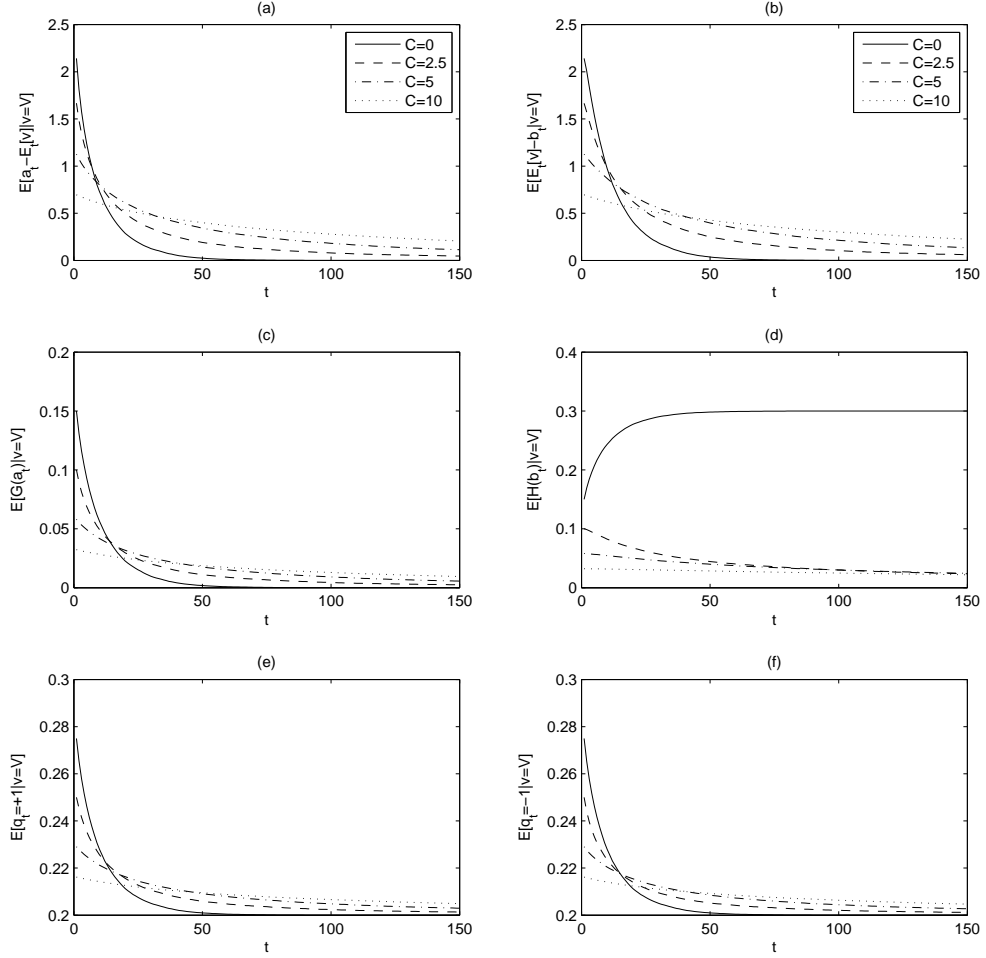 (a)
E[a_t−E_t[v]|v=V]
2.5
2
1.5
1
0.5
0
0
50
100
150
t
C=0
C=2.5
C=5
C=10
(b)
E[E_t[v]−b_t|v=V]
2.5
2
1.5
1
0.5
0
0
50
100
150
t
C=0
C=2.5
C=5
C=10
(c)
E[G(a_t)|v=V]
0.2
0.15
0.1
0.05
0
0
50
100
150
t
(d)
E[H(b_t)|v=V]
0.4
0.3
0.2
0.1
0
0
50
100
150
t
(e)
E[q_t=+1|v=V]
0.3
0.28
0.26
0.24
0.22
0.2
0
50
100
150
t
(f)
E[q_t=−1|v=V]
0.3
0.28
0.26
0.24
0.22
0.2
0
50
100
150
t